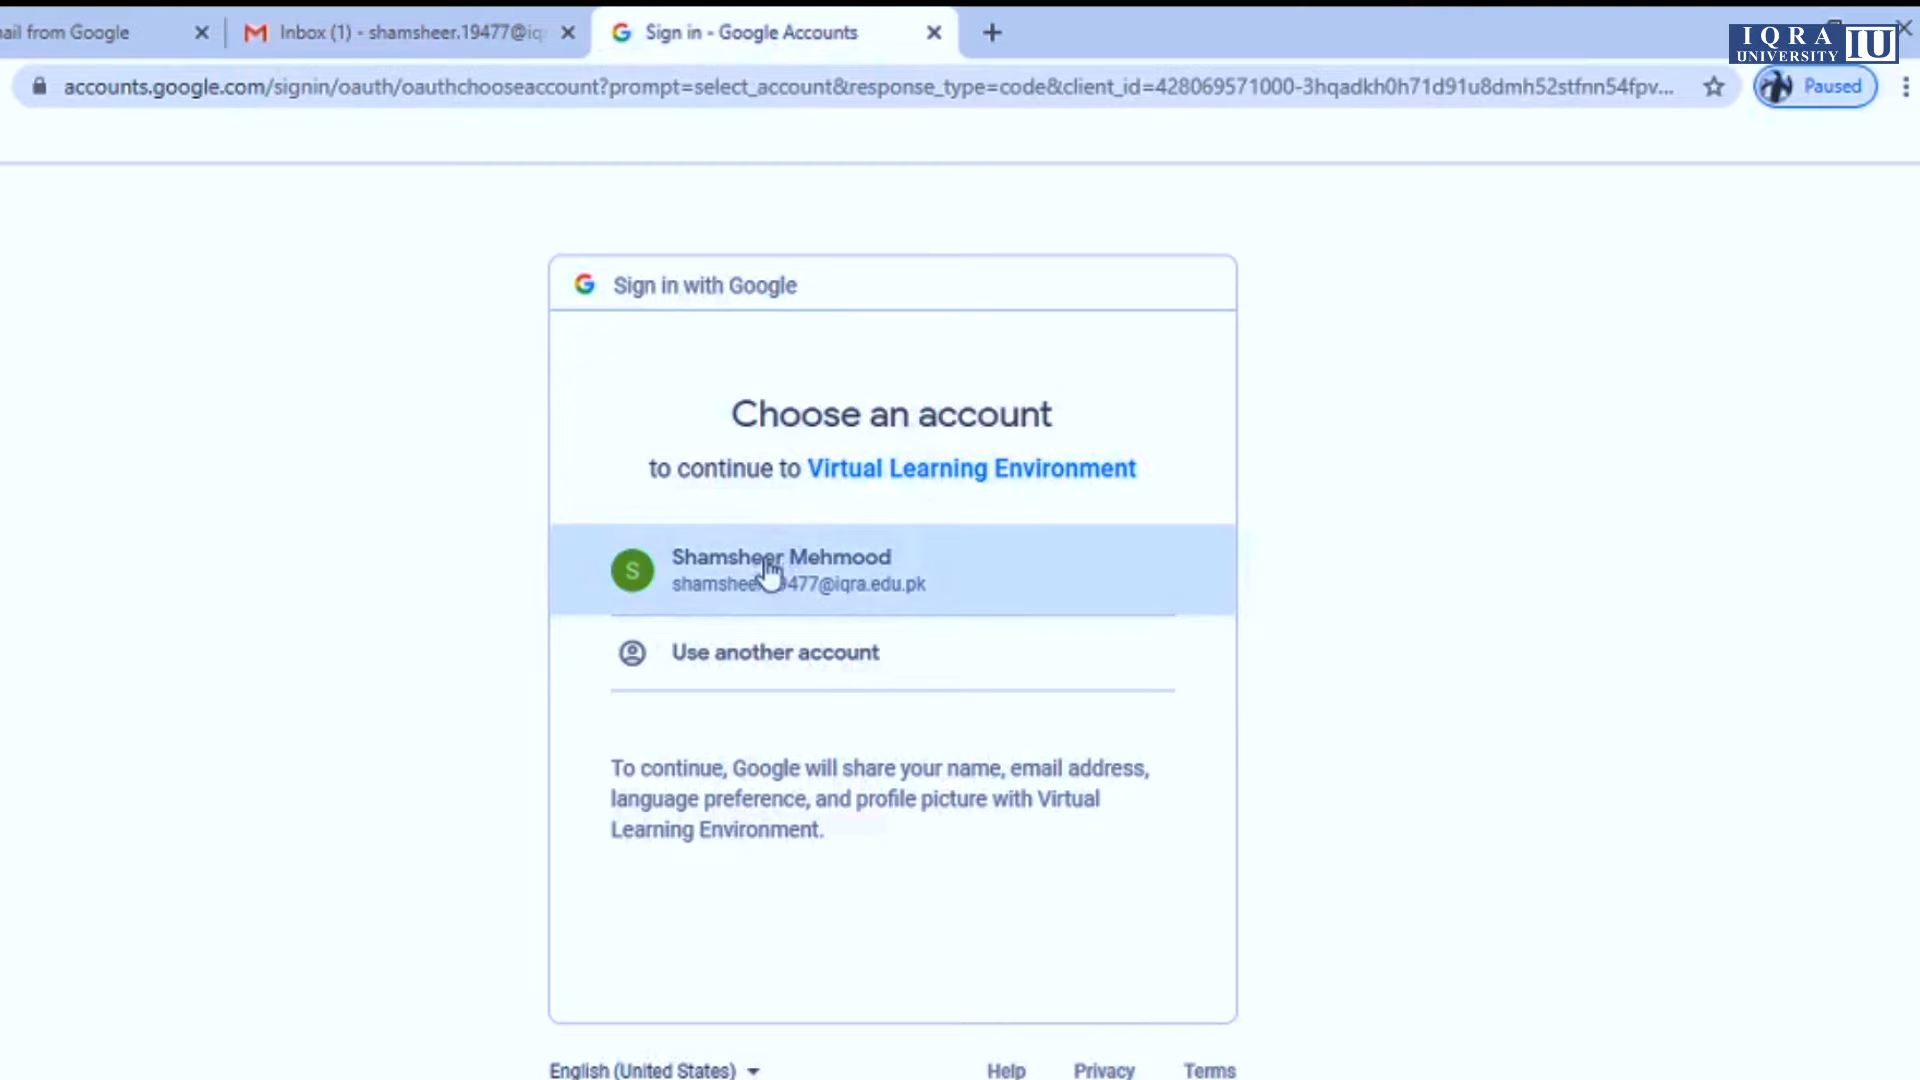 ail from Google
Inbox (1) - shamsheer.19477@iq
Sign in - Google Accounts
IQRA
UNIVERSITY
IU
accounts.google.com/signin/oauth/oauthchooseaccount?prompt=select_account&response_type=code&client_id=428069571000-3hqadkh0h71d91u8dmh52stfnn54fpv...
Paused
Sign in with Google
Choose an account
to continue to Virtual Learning Environment
S
Shamsheer Mehmood
shamsheer.19477@iqra.edu.pk
Use another account
To continue, Google will share your name, email address,
language preference, and profile picture with Virtual
Learning Environment.
English (United States)
Help
Privacy
Terms